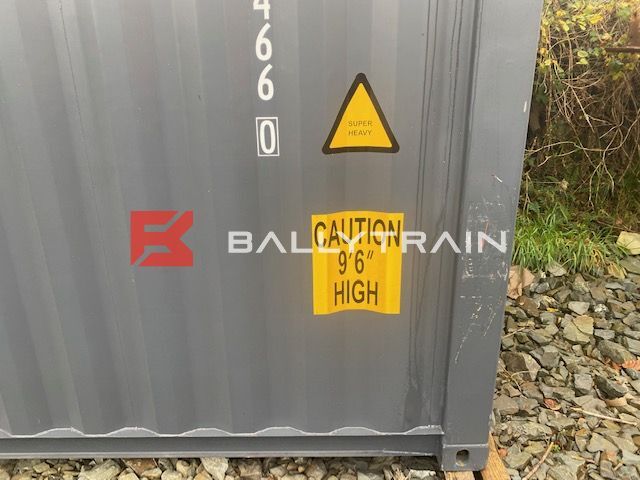 4
6
6
0
SUPER
HEAVY
BALLYTRAIN
CAUTION
9'6"
HIGH